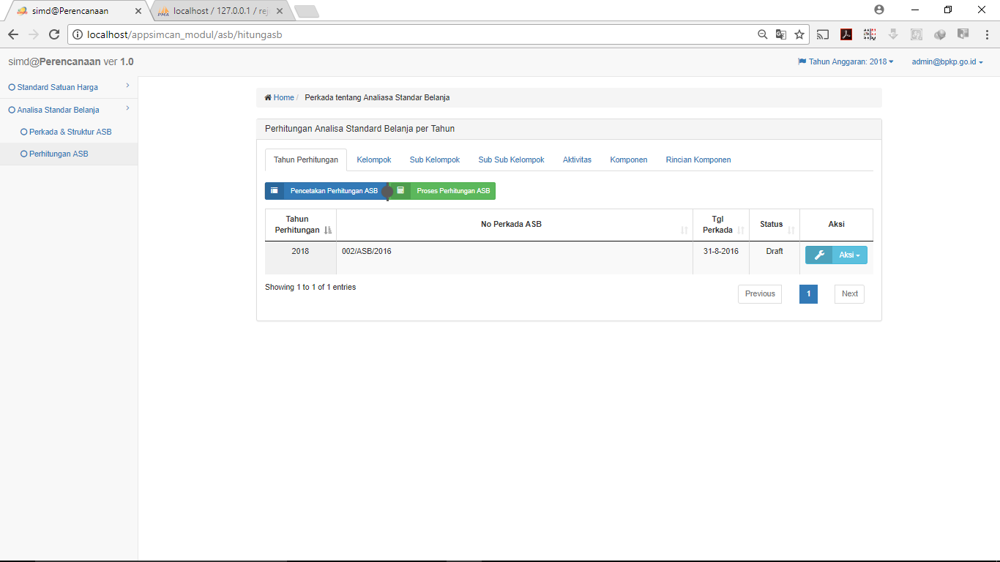 simd@Perencanaan
localhost / 127.0.0.1 / rej
localhost/appsimcan_modul/asb/hitungasb
simd@Perencanaan ver 1.0
Tahun Anggaran: 2018
admin@bpkp.go.id
Standard Satuan Harga
Analisa Standar Belanja
Perkada & Struktur ASB
Perhitungan ASB
Home / Perkada tentang Analiasa Standar Belanja
Perhitungan Analisa Standard Belanja per Tahun
Tahun Perhitungan Kelompok Sub Kelompok Sub Sub Kelompok Aktivitas Komponen Rincian Komponen
Pencetakan Perhitungan ASB Proses Perhitungan ASB
Tahun
Perhitungan
No Perkada ASB
Tgl
Perkada
Status
Aksi
2018 002/ASB/2016 31-8-2016 Draft Aksi
Showing 1 to 1 of 1 entries
Previous 1 Next